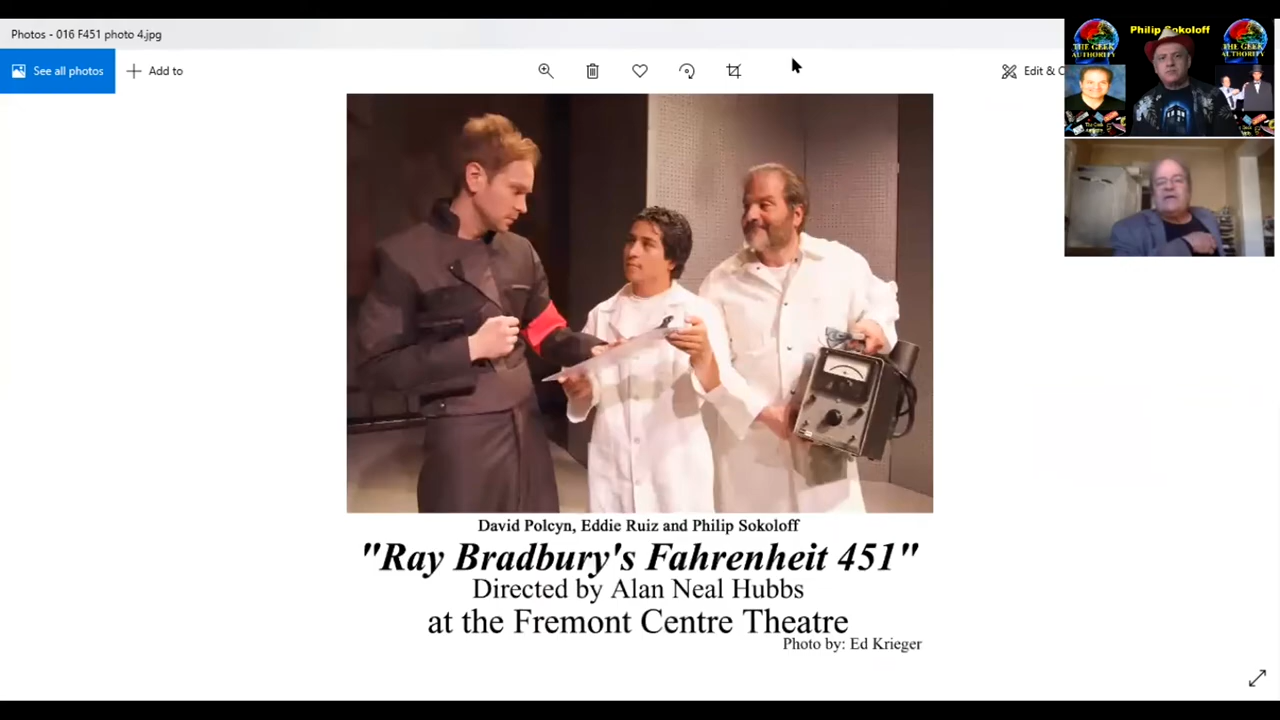 Photos - 016 F451 photo 4.jpg
See all photos
Add to
Edit & C
Philip Sokoloff
THE GEEK
AUTHORITY
THE GEEK
AUTHORITY
David Polcyn, Eddie Ruiz and Philip Sokoloff
"Ray Bradbury's Fahrenheit 451"
Directed by Alan Neal Hubbs
at the Fremont Centre Theatre
Photo by: Ed Krieger